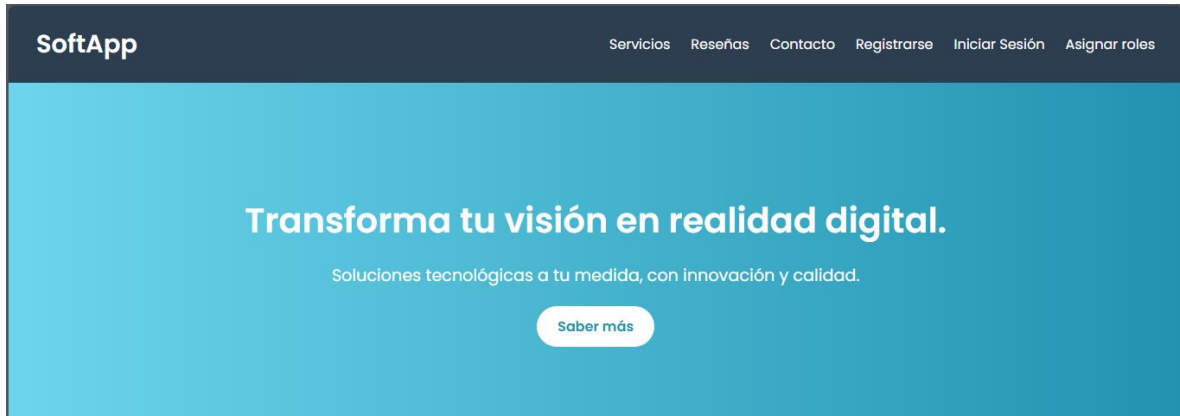 SoftApp
Servicios Reseñas Contacto Registrarse Iniciar Sesión Asignar roles
Transforma tu visión en realidad digital.
Soluciones tecnológicas a tu medida, con innovación y calidad.
Saber más